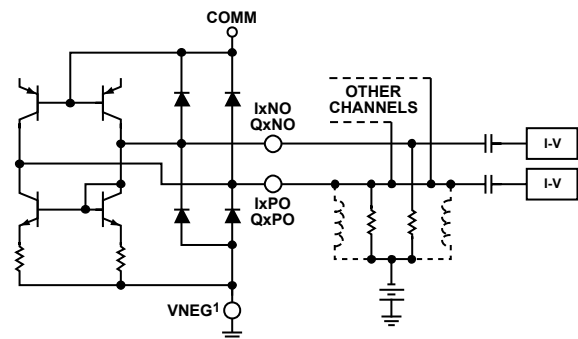 COMM
OTHER
CHANNELS
IxNO
QxNO
I-V
I-V
IxPO
QxPO
VNEG1